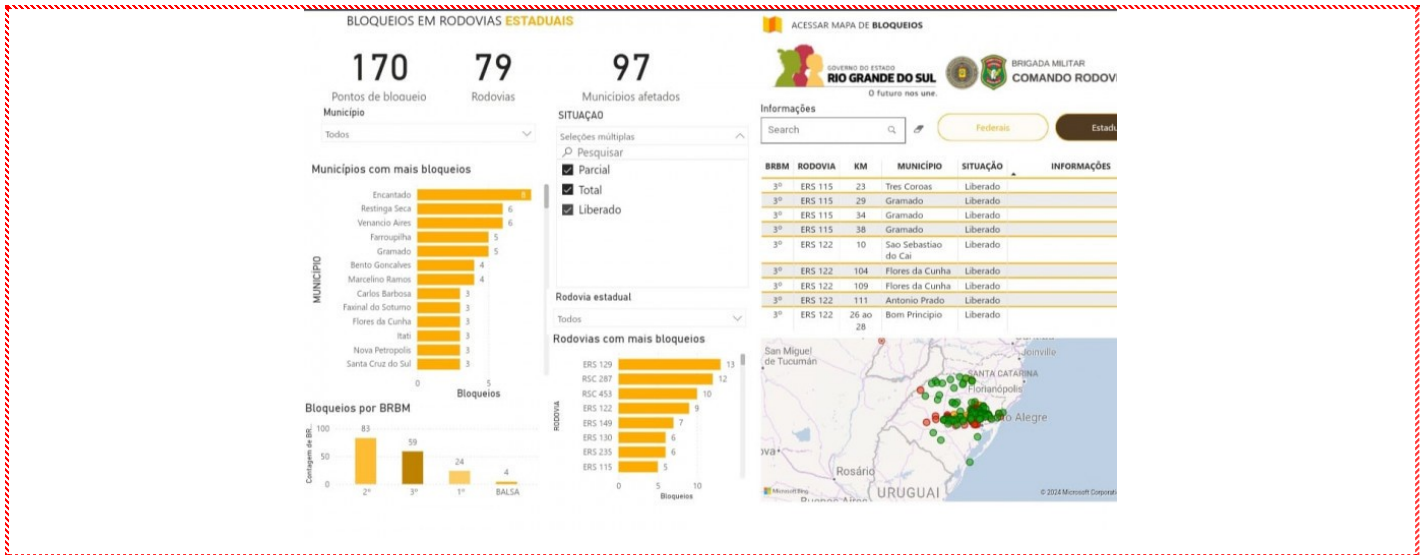 BLOQUEIOS EM RODOVIAS ESTADUAIS
170
Pontos de bloqueio
79
Rodovias
97
Municípios afetados
Município
Todos
Municípios com mais bloqueios
MUNICÍPIO
Encantado 8
Restinga Seca 6
Venancio Aires 6
Farroupilha 5
Gramado 5
Bento Goncalves 4
Marcelino Ramos 4
Carlos Barbosa 3
Faxinal do Soturno 3
Flores da Cunha 3
Itati 3
Nova Petropolis 3
Santa Cruz do Sul 3
0 5
Bloqueios
Bloqueios por BRBM
Contagem de BR...
100
50
0
83
59
24
4
2º 3º 1º BALSA
SITUAÇAO
Seleções múltiplas
Pesquisar
Parcial
Total
Liberado
Rodovia estadual
Todos
Rodovias com mais bloqueios
RODOVIA
ERS 129 13
RSC 287 12
RSC 453 10
ERS 122 9
ERS 149 7
ERS 130 6
ERS 235 6
ERS 115 5
0 5 10
Bloqueios
ACESSAR MAPA DE BLOQUEIOS
GOVERNO DO ESTADO
RIO GRANDE DO SUL
O futuro nos une.
BRIGADA MILITAR
COMANDO RODOVI
Informações
Search
Federais
Estadu
BRBM RODOVIA KM MUNICÍPIO SITUAÇÃO INFORMAÇÕES
3º ERS 115 23 Tres Coroas Liberado
3º ERS 115 29 Gramado Liberado
3º ERS 115 34 Gramado Liberado
3º ERS 115 38 Gramado Liberado
3º ERS 122 10 Sao Sebastiao Liberado
do Cai
3º ERS 122 104 Flores da Cunha Liberado
3º ERS 122 109 Flores da Cunha Liberado
3º ERS 122 111 Antonio Prado Liberado
3º ERS 122 26 ao Bom Principio Liberado
28
San Miguel
de Tucumán
Joinville
SANTA CATARINA
Florianópolis
Alegre
Rosário
URUGUAI
Buenos Aires
Microsoft Bing
© 2024 Microsoft Corporati